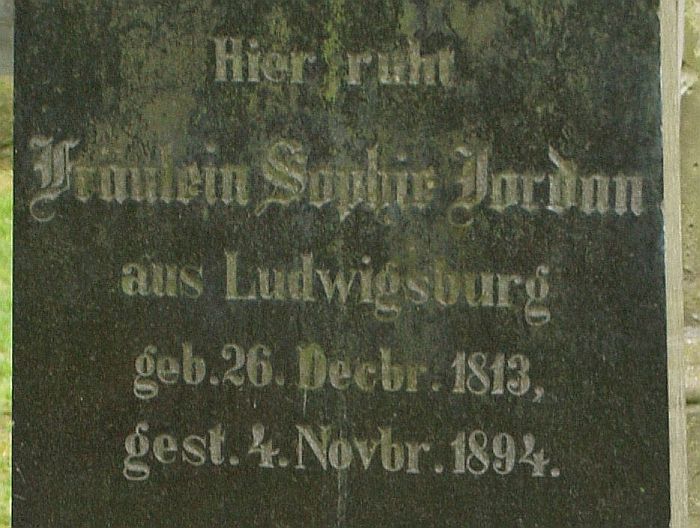 Hier ruht
Fräulein Sophie Jordan
aus Ludwigsburg
geb. 26. Decbr. 1813,
gest. 4. Novbr. 1894.